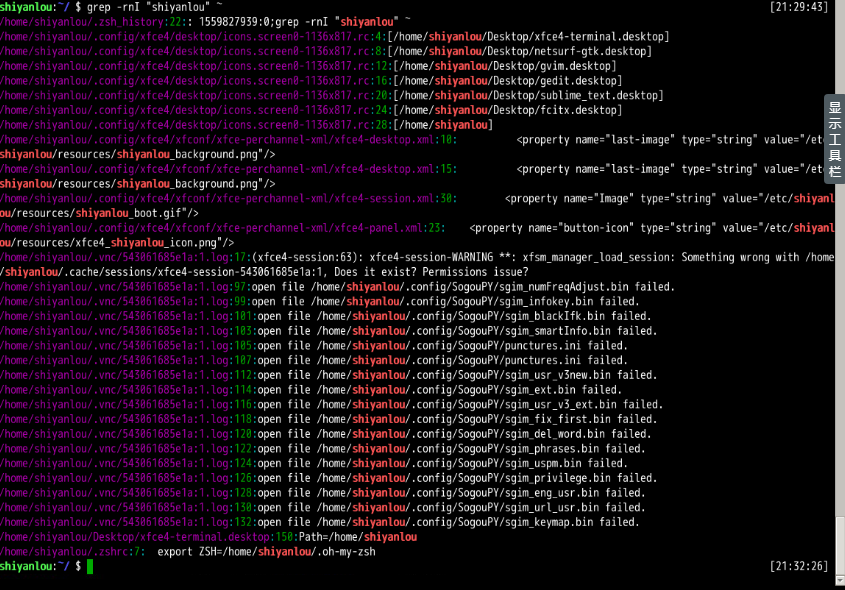 shiyanlou:~/ $ grep -rnI "shiyanlou" ~ [21:29:43]
/home/shiyanlou/.zsh_history:22:: 1559827939:0;grep -rnI "shiyanlou" ~
/home/shiyanlou/.config/xfce4/desktop/icons.screen0-1136x817.rc:4:[/home/shiyanlou/Desktop/xfce4-terminal.desktop]
/home/shiyanlou/.config/xfce4/desktop/icons.screen0-1136x817.rc:8:[/home/shiyanlou/Desktop/netsurf-gtk.desktop]
/home/shiyanlou/.config/xfce4/desktop/icons.screen0-1136x817.rc:12:[/home/shiyanlou/Desktop/gvim.desktop]
/home/shiyanlou/.config/xfce4/desktop/icons.screen0-1136x817.rc:16:[/home/shiyanlou/Desktop/gedit.desktop]
/home/shiyanlou/.config/xfce4/desktop/icons.screen0-1136x817.rc:20:[/home/shiyanlou/Desktop/sublime_text.desktop]
/home/shiyanlou/.config/xfce4/desktop/icons.screen0-1136x817.rc:24:[/home/shiyanlou/Desktop/fcitx.desktop]
/home/shiyanlou/.config/xfce4/desktop/icons.screen0-1136x817.rc:28:[/home/shiyanlou]
/home/shiyanlou/.config/xfce4/xfconf/xfce-perchannel-xml/xfce4-desktop.xml:10: <property name="last-image" type="string" value="/etc
shiyanlou/resources/shiyanlou_background.png"/>
/home/shiyanlou/.config/xfce4/xfconf/xfce-perchannel-xml/xfce4-desktop.xml:15: <property name="last-image" type="string" value="/etc
shiyanlou/resources/shiyanlou_background.png"/>
/home/shiyanlou/.config/xfce4/xfconf/xfce-perchannel-xml/xfce4-session.xml:30: <property name="Image" type="string" value="/etc/shiyanl
ou/resources/shiyanlou_boot.gif"/>
/home/shiyanlou/.config/xfce4/xfconf/xfce-perchannel-xml/xfce4-panel.xml:23: <property name="button-icon" type="string" value="/etc/shiyanl
ou/resources/xfce4_shiyanlou_icon.png"/>
/home/shiyanlou/.vnc/543061685e1a:1.log:17:(xfce4-session:63): xfce4-session-WARNING **: xfsm_manager_load_session: Something wrong with /home
/shiyanlou/.cache/sessions/xfce4-session-543061685e1a:1, Does it exist? Permissions issue?
/home/shiyanlou/.vnc/543061685e1a:1.log:97:open file /home/shiyanlou/.config/SogouPY/sgim_numFreqAdjust.bin failed.
/home/shiyanlou/.vnc/543061685e1a:1.log:99:open file /home/shiyanlou/.config/SogouPY/sgim_infokey.bin failed.
/home/shiyanlou/.vnc/543061685e1a:1.log:101:open file /home/shiyanlou/.config/SogouPY/sgim_blackIfk.bin failed.
/home/shiyanlou/.vnc/543061685e1a:1.log:103:open file /home/shiyanlou/.config/SogouPY/sgim_smartInfo.bin failed.
/home/shiyanlou/.vnc/543061685e1a:1.log:105:open file /home/shiyanlou/.config/SogouPY/punctures.ini failed.
/home/shiyanlou/.vnc/543061685e1a:1.log:107:open file /home/shiyanlou/.config/SogouPY/punctures.ini failed.
/home/shiyanlou/.vnc/543061685e1a:1.log:112:open file /home/shiyanlou/.config/SogouPY/sgim_usr_v3new.bin failed.
/home/shiyanlou/.vnc/543061685e1a:1.log:114:open file /home/shiyanlou/.config/SogouPY/sgim_ext.bin failed.
/home/shiyanlou/.vnc/543061685e1a:1.log:116:open file /home/shiyanlou/.config/SogouPY/sgim_usr_v3_ext.bin failed.
/home/shiyanlou/.vnc/543061685e1a:1.log:118:open file /home/shiyanlou/.config/SogouPY/sgim_fix_first.bin failed.
/home/shiyanlou/.vnc/543061685e1a:1.log:120:open file /home/shiyanlou/.config/SogouPY/sgim_del_word.bin failed.
/home/shiyanlou/.vnc/543061685e1a:1.log:122:open file /home/shiyanlou/.config/SogouPY/sgim_phrases.bin failed.
/home/shiyanlou/.vnc/543061685e1a:1.log:124:open file /home/shiyanlou/.config/SogouPY/sgim_uspm.bin failed.
/home/shiyanlou/.vnc/543061685e1a:1.log:126:open file /home/shiyanlou/.config/SogouPY/sgim_privilege.bin failed.
/home/shiyanlou/.vnc/543061685e1a:1.log:128:open file /home/shiyanlou/.config/SogouPY/sgim_eng_usr.bin failed.
/home/shiyanlou/.vnc/543061685e1a:1.log:130:open file /home/shiyanlou/.config/SogouPY/sgim_url_usr.bin failed.
/home/shiyanlou/.vnc/543061685e1a:1.log:132:open file /home/shiyanlou/.config/SogouPY/sgim_keymap.bin failed.
/home/shiyanlou/Desktop/xfce4-terminal.desktop:150:Path=/home/shiyanlou
/home/shiyanlou/.zshrc:7: export ZSH=/home/shiyanlou/.oh-my-zsh
shiyanlou:~/ $ [21:32:26]
显示工具栏